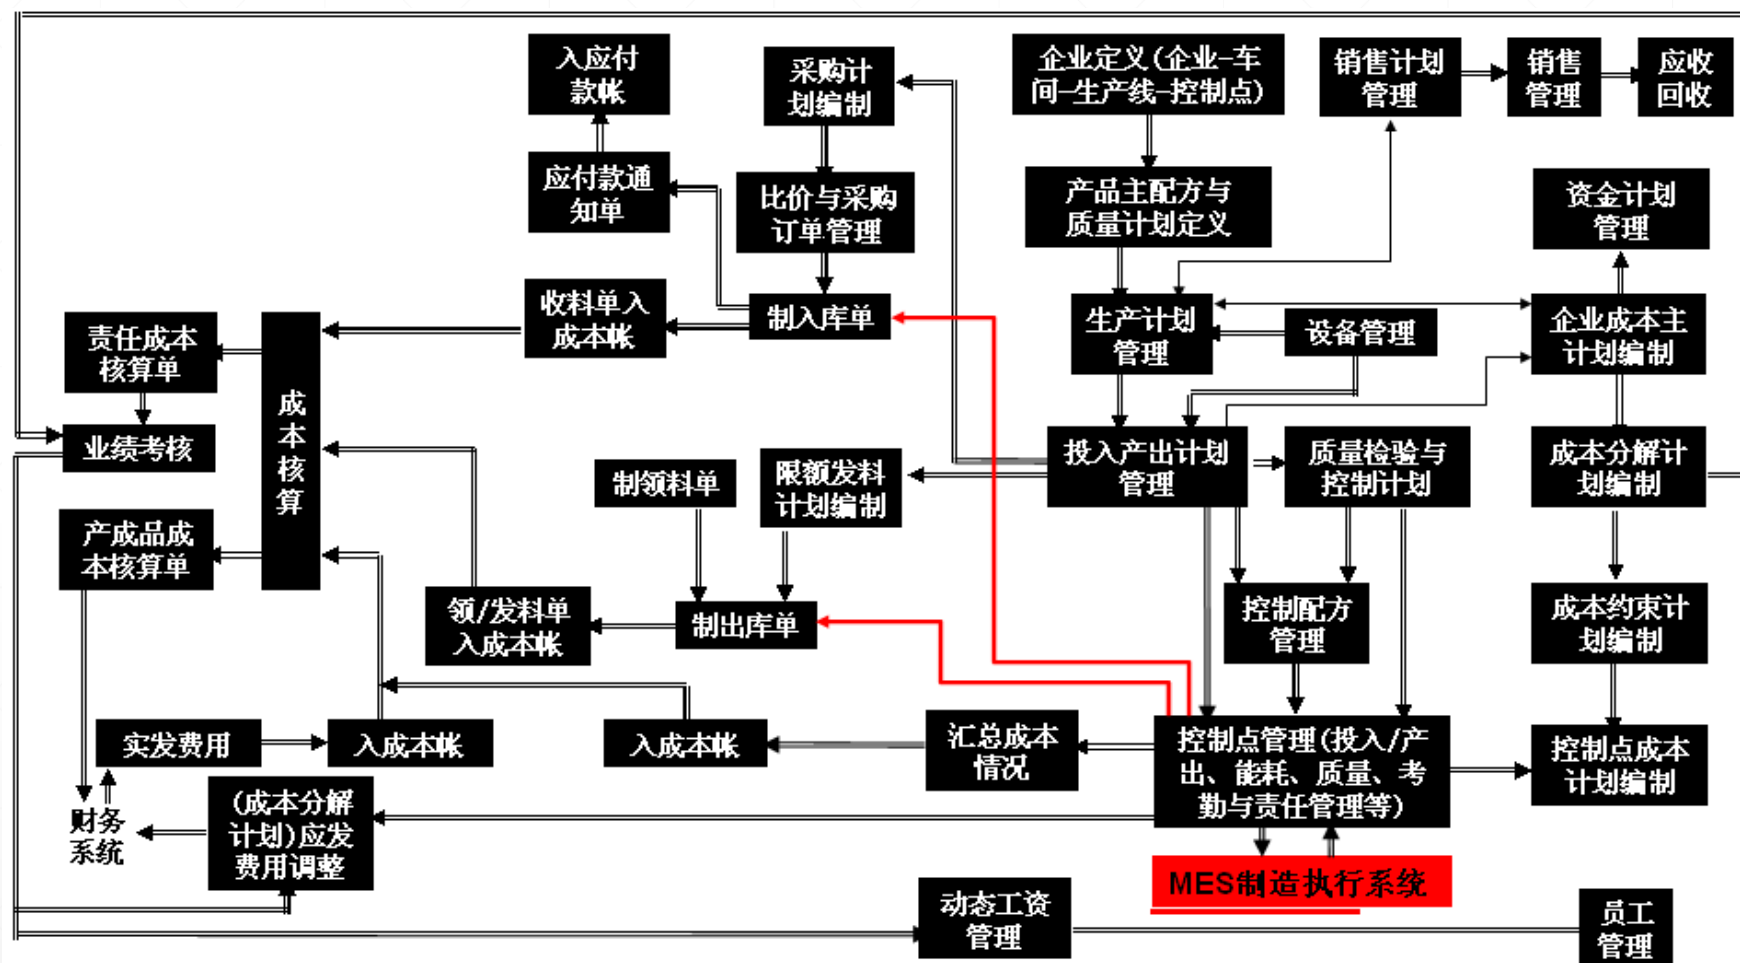 入应付
款帐
采购计
划编制
企业定义(企业-车
间-生产线-控制点)
销售计划
管理
销售
管理
应收
回收
应付款通
知单
比价与采购
订单管理
产品主配方与
质量计划定义
资金计划
管理
收料单入
成本帐
制入库单
生产计划
管理
设备管理
企业成本主
计划编制
责任成本
核算单
成
本
核
算
业绩考核
制领料单
限额发料
计划编制
投入产出计划
管理
质量检验与
控制计划
成本分解计
划编制
产成品成
本核算单
领/发料单
入成本帐
制出库单
控制配方
管理
成本约束计
划编制
实发费用
入成本帐
入成本帐
汇总成本
情况
控制点管理(投入/产
出、能耗、质量、考
勤与责任管理等)
控制点成本
计划编制
财务
系统
(成本分解
计划)应发
费用调整
MES制造执行系统
动态工资
管理
员工
管理